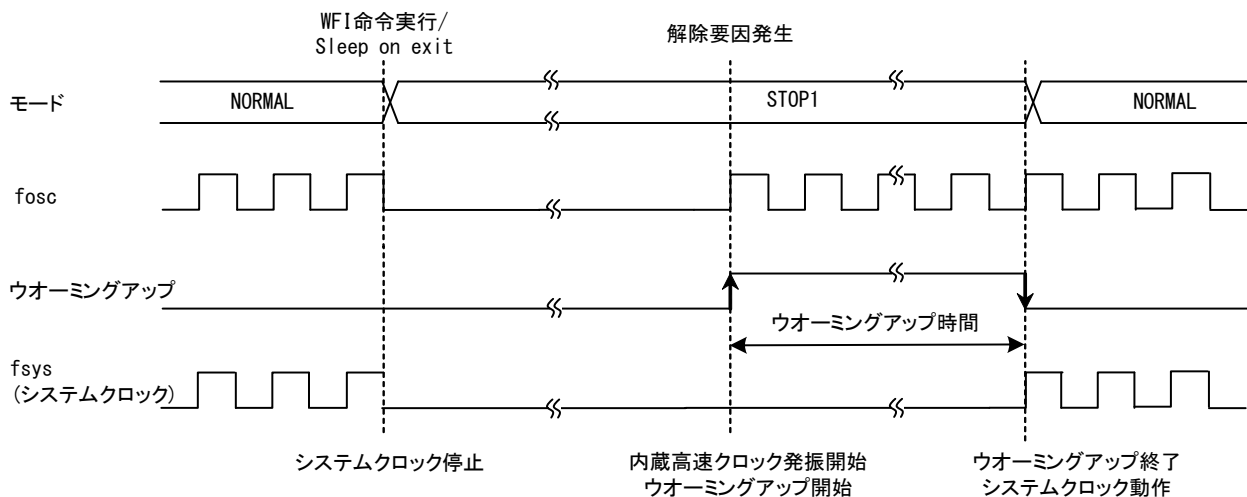 WFI命令実行/
Sleep on exit
解除要因発生
モード
NORMAL
STOP1
NORMAL
fosc
ウオーミングアップ
ウオーミングアップ時間
fsys
(システムクロック)
システムクロック停止
内蔵高速クロック発振開始
ウオーミングアップ開始
ウオーミングアップ終了
システムクロック動作